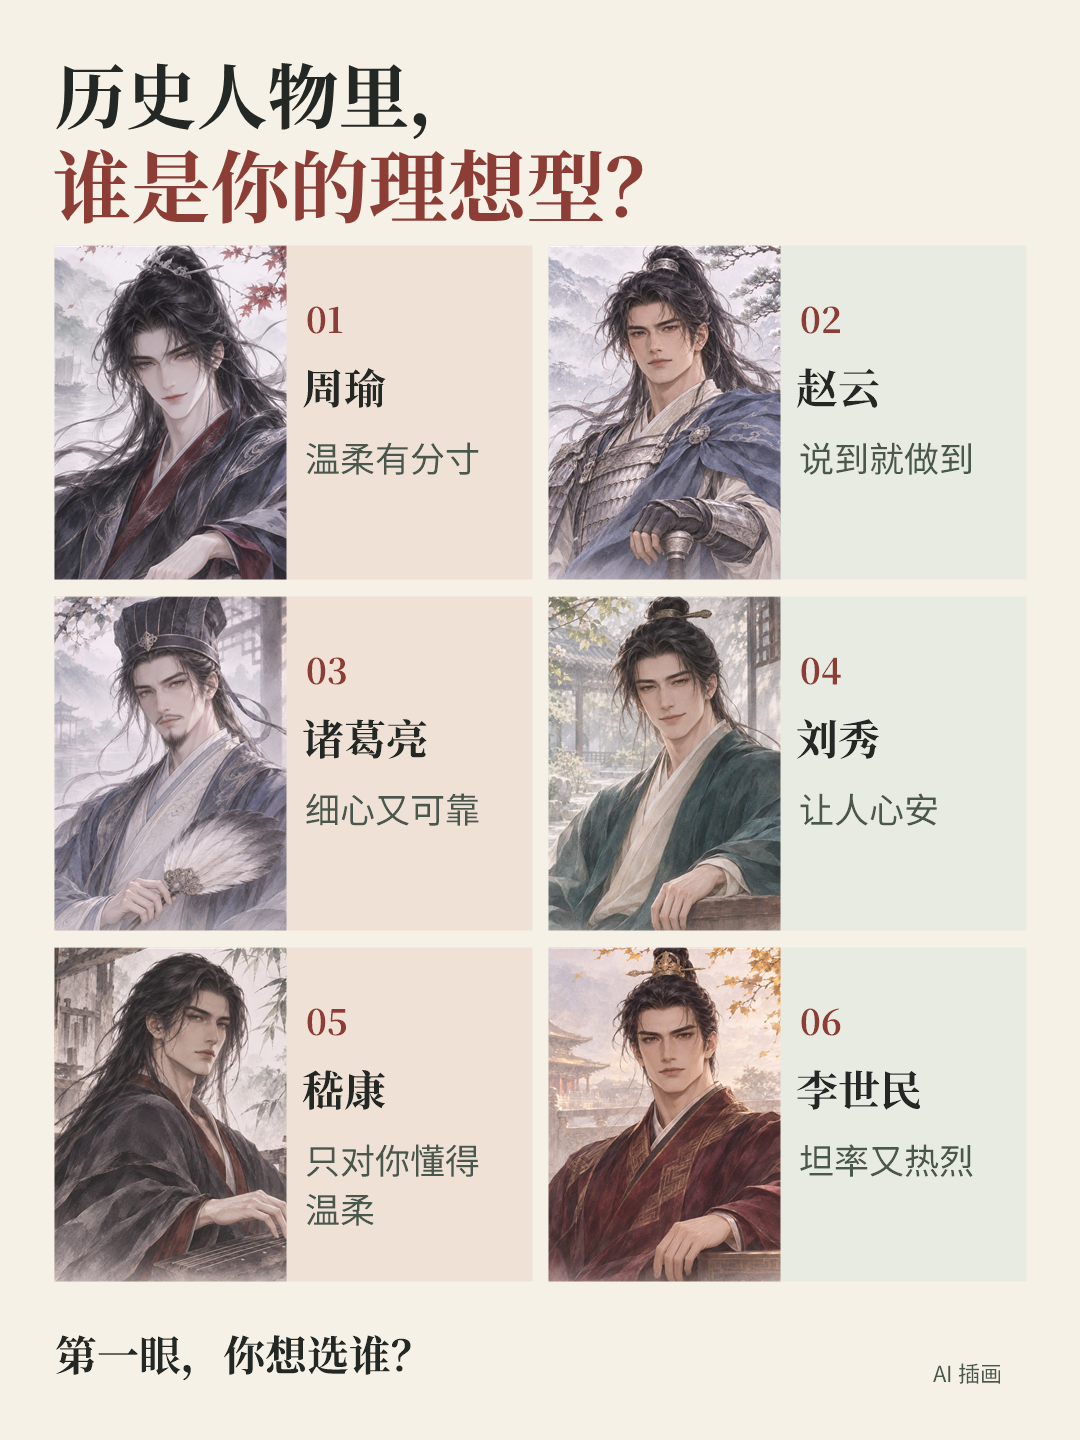 历史人物里，
谁是你的理想型？
01
周瑜
温柔有分寸
02
赵云
说到就做到
03
诸葛亮
细心又可靠
04
刘秀
让人心安
05
嵇康
只对你懂得
温柔
06
李世民
坦率又热烈
第一眼，你想选谁？
AI 插画